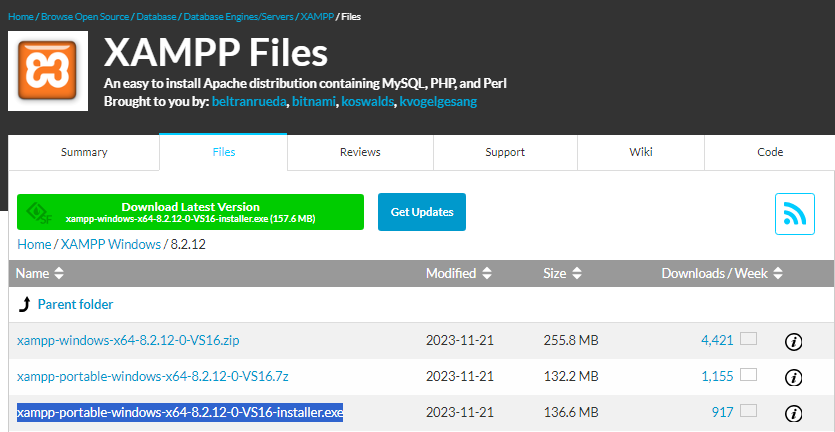 Home / Browse Open Source / Database / Database Engines/Servers / XAMPP / Files
XAMPP Files
An easy to install Apache distribution containing MySQL, PHP, and Perl
Brought to you by: beltranrueda, bitnami, koswalds, kvogelgesang
Summary Files Reviews Support Wiki Code
Download Latest Version
xampp-windows-x64-8.2.12-0-VS16-installer.exe (157.6 MB)
Get Updates
Home / XAMPP Windows / 8.2.12
Name Modified Size Downloads / Week
Parent folder
xampp-windows-x64-8.2.12-0-VS16.zip 2023-11-21 255.8 MB 4,421
xampp-portable-windows-x64-8.2.12-0-VS16.7z 2023-11-21 132.2 MB 1,155
xampp-portable-windows-x64-8.2.12-0-VS16-installer.exe 2023-11-21 136.6 MB 917